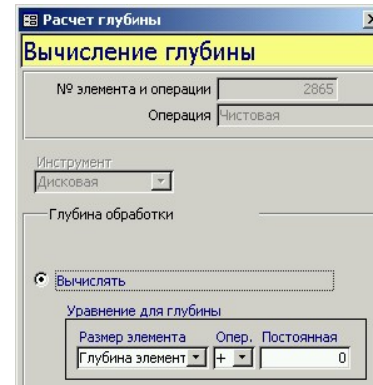 Расчет глубины
Вычисление глубины
№ элемента и операции 2865
Операция Чистовая
Инструмент
Дисковая
Глубина обработки
Вычислять
Уравнение для глубины
Размер элемента Опер. Постоянная
Глубина элемент + 0